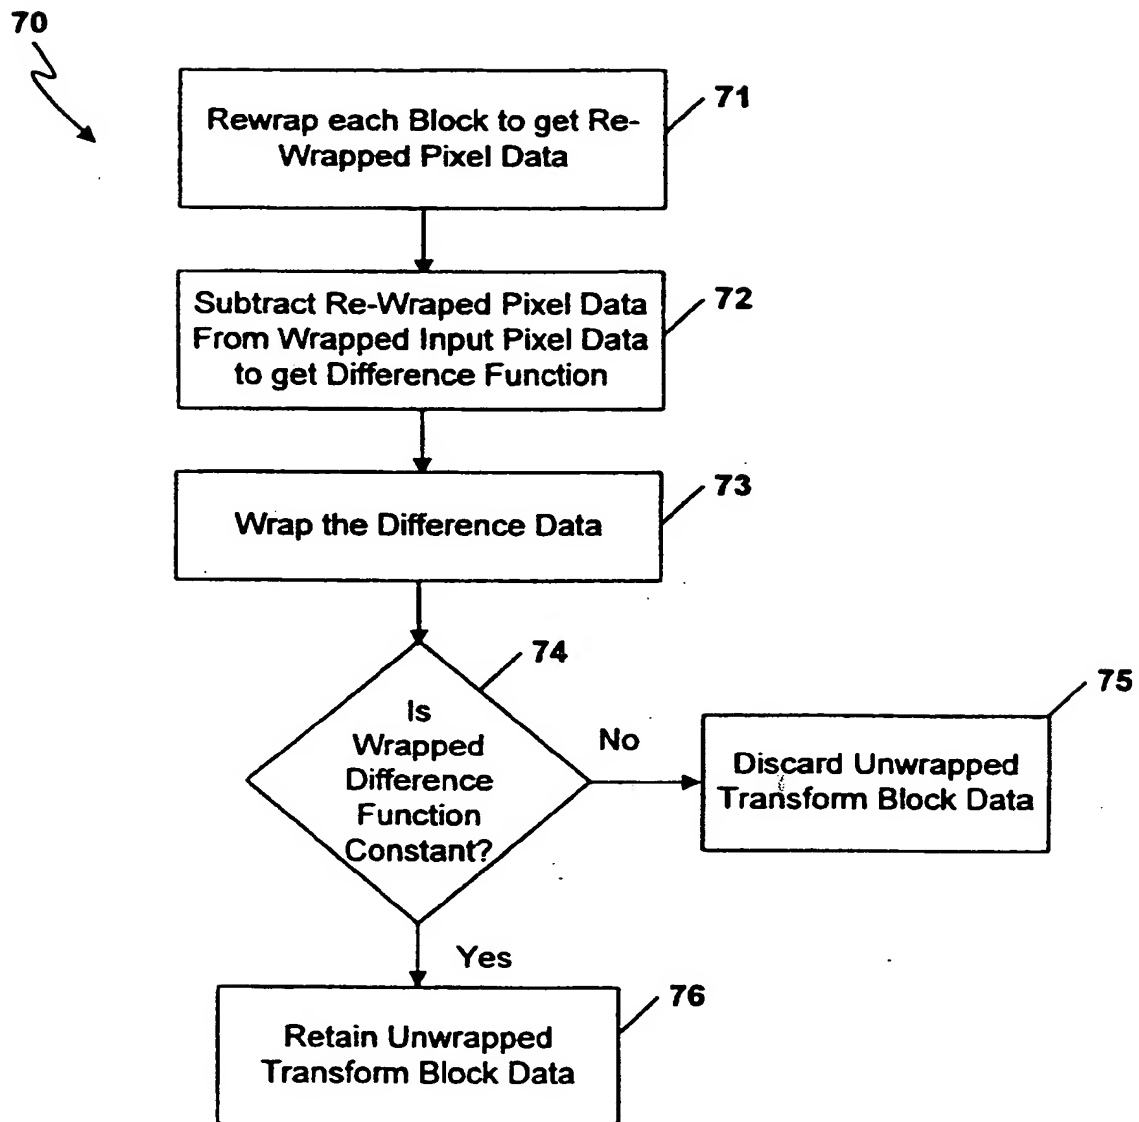 70
Rewrap each Block to get Re-
Wrapped Pixel Data
71
Subtract Re-Wraped Pixel Data
From Wrapped Input Pixel Data
to get Difference Function
72
Wrap the Difference Data
73
Is
Wrapped
Difference
Function
Constant?
74
No
Discard Unwrapped
Transform Block Data
75
Yes
Retain Unwrapped
Transform Block Data
76